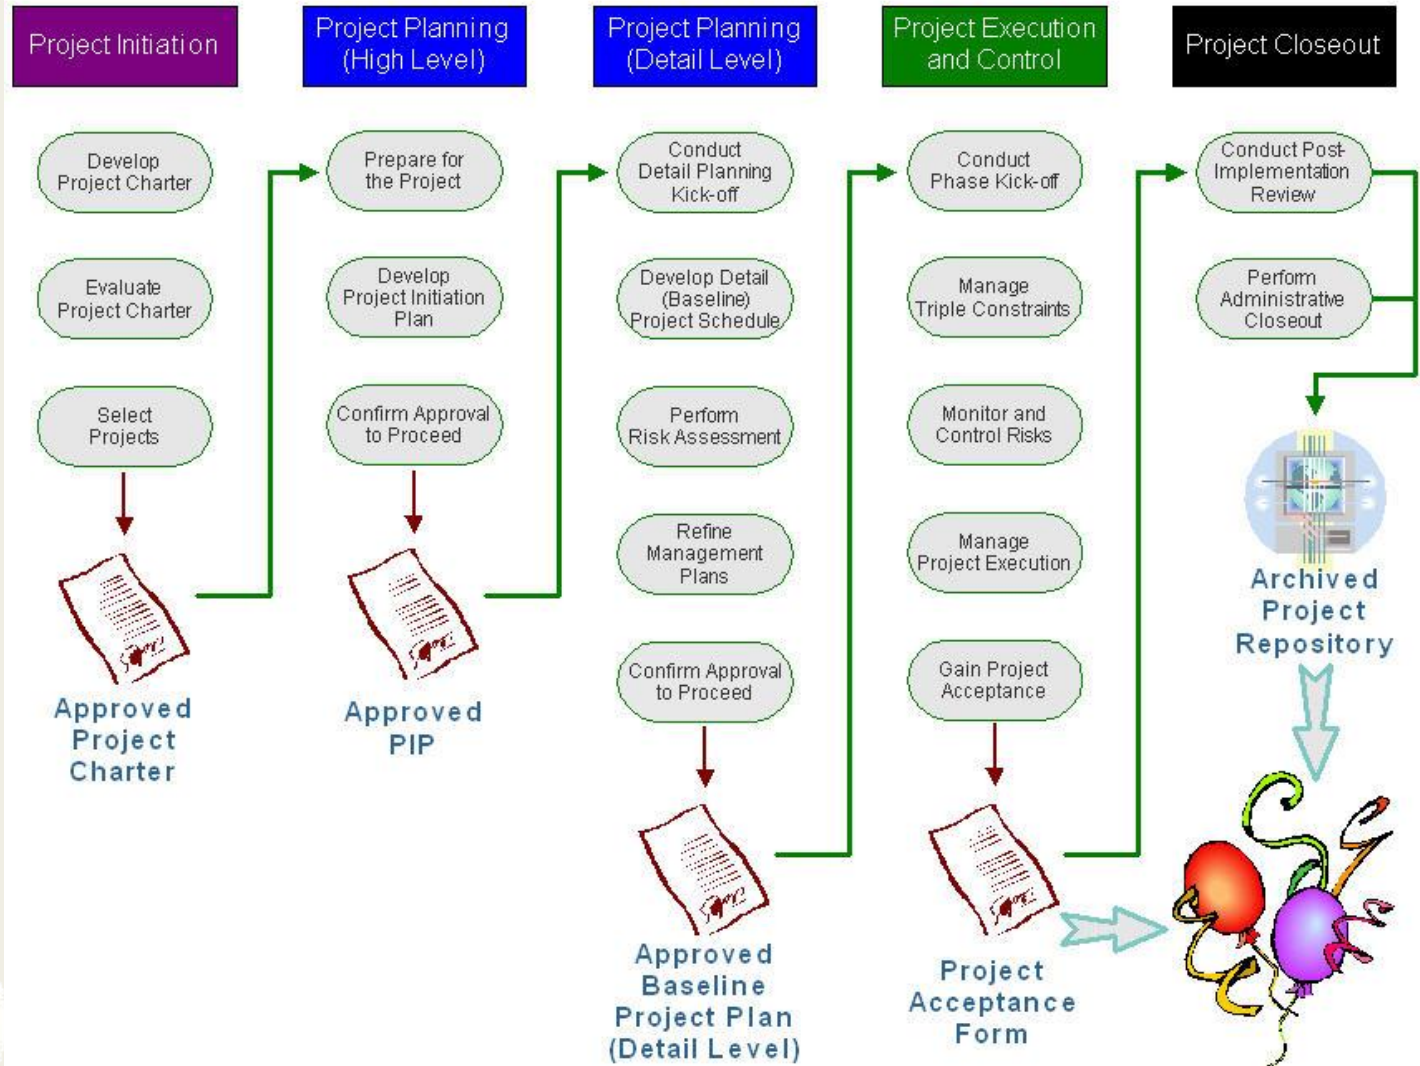 Project Initiation
Project Planning
(High Level)
Project Planning
(Detail Level)
Project Execution
and Control
Project Closeout
Develop
Project Charter
Evaluate
Project Charter
Select
Projects
Approved
Project
Charter
Prepare for
the Project
Develop
Project Initiation
Plan
Confirm Approval
to Proceed
Approved
PIP
Conduct
Detail Planning
Kick-off
Develop Detail
(Baseline)
Project Schedule
Perform
Risk Assessment
Refine
Management
Plans
Confirm Approval
to Proceed
Approved
Baseline
Project Plan
(Detail Level)
Conduct
Phase Kick-off
Manage
Triple Constraints
Monitor and
Control Risks
Manage
Project Execution
Gain Project
Acceptance
Project
Acceptance
Form
Conduct Post-
Implementation
Review
Perform
Administrative
Closeout
Archived
Project
Repository